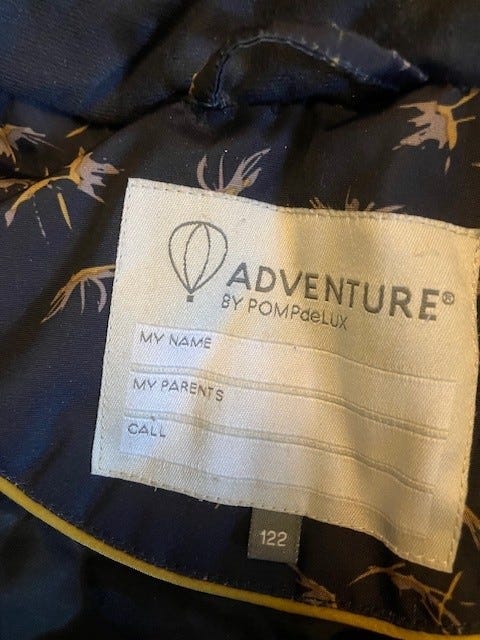 ADVENTURE®
BY POMPdeLUX
MY NAME
MY PARENTS
CALL
122